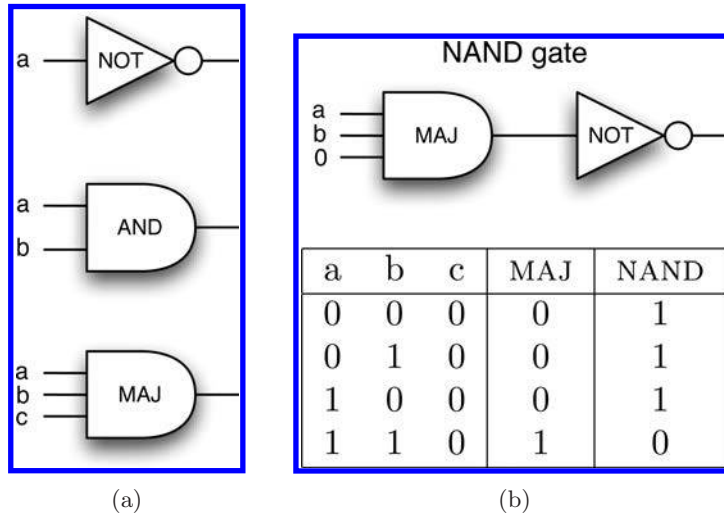 a NOT
a
b AND
a
b
c MAJ
(a)
NAND gate
a
b
0 MAJ NOT
a b c MAJ NAND
0 0 0 0 1
0 1 0 0 1
1 0 0 0 1
1 1 0 1 0
(b)